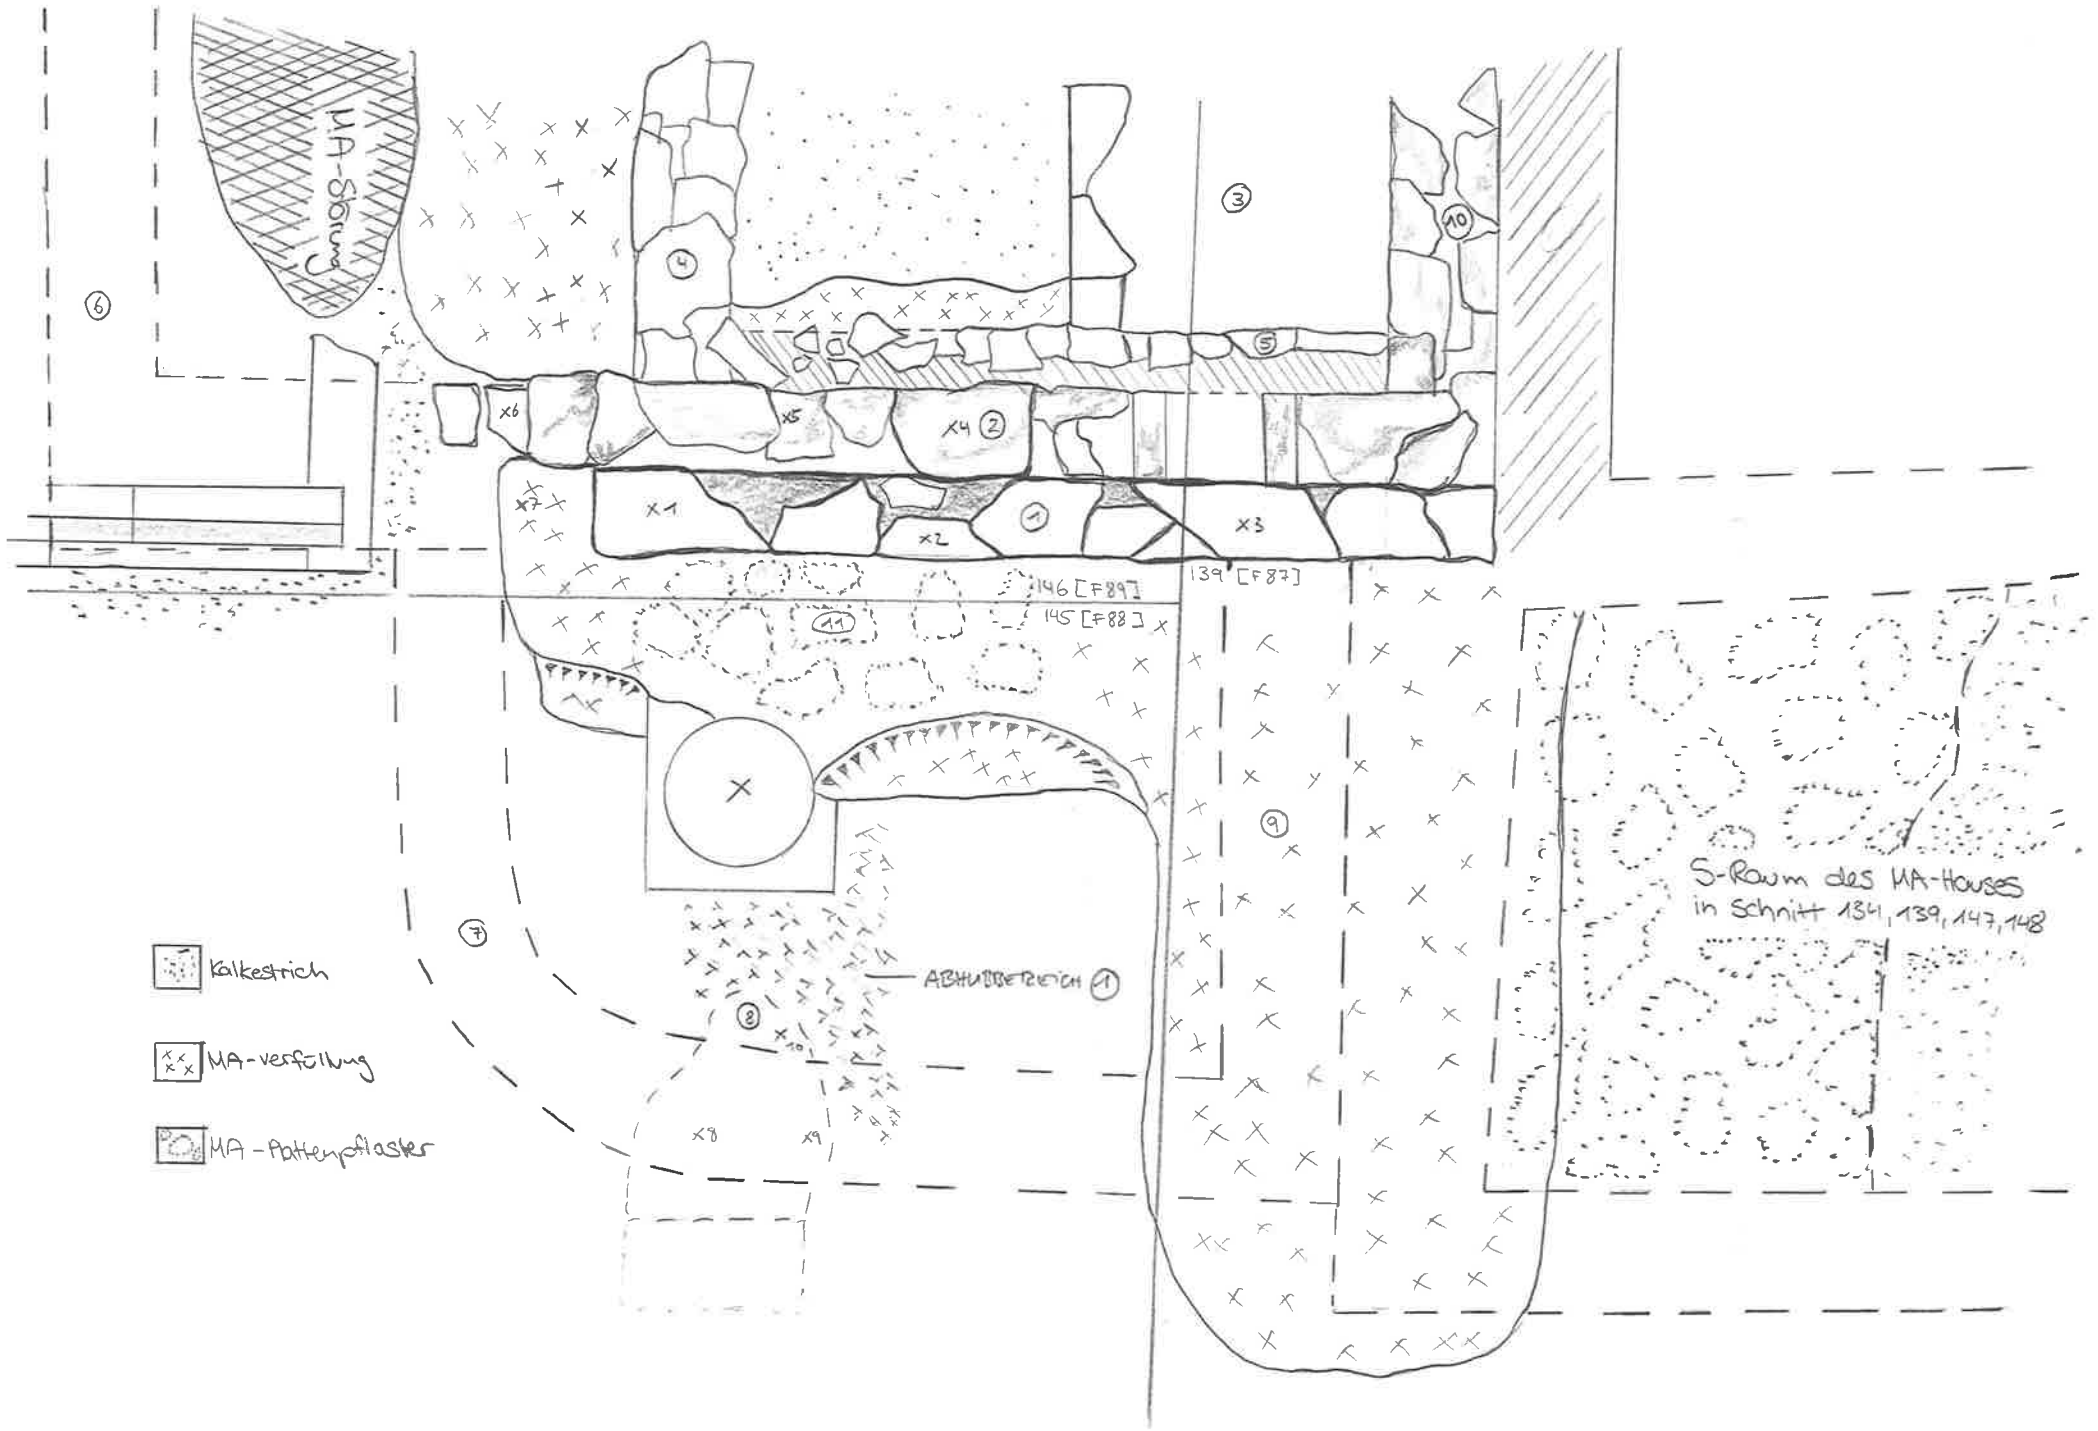 MA-Störung
③
⑩
④
⑥
⑤
x6
x5
x4 ②
x7
x1
①
x2
x3
139 [F87]
146 [F89]
145 [F88]
⑪
⑨
S-Raum des MA-Hauses
in Schnitt 134, 139, 147, 148
⑦
Kalkestrich
ABHUBBEREICH ①
⑧
x10
MA-Verfüllung
x8
x9
MA-Plattenpflaster